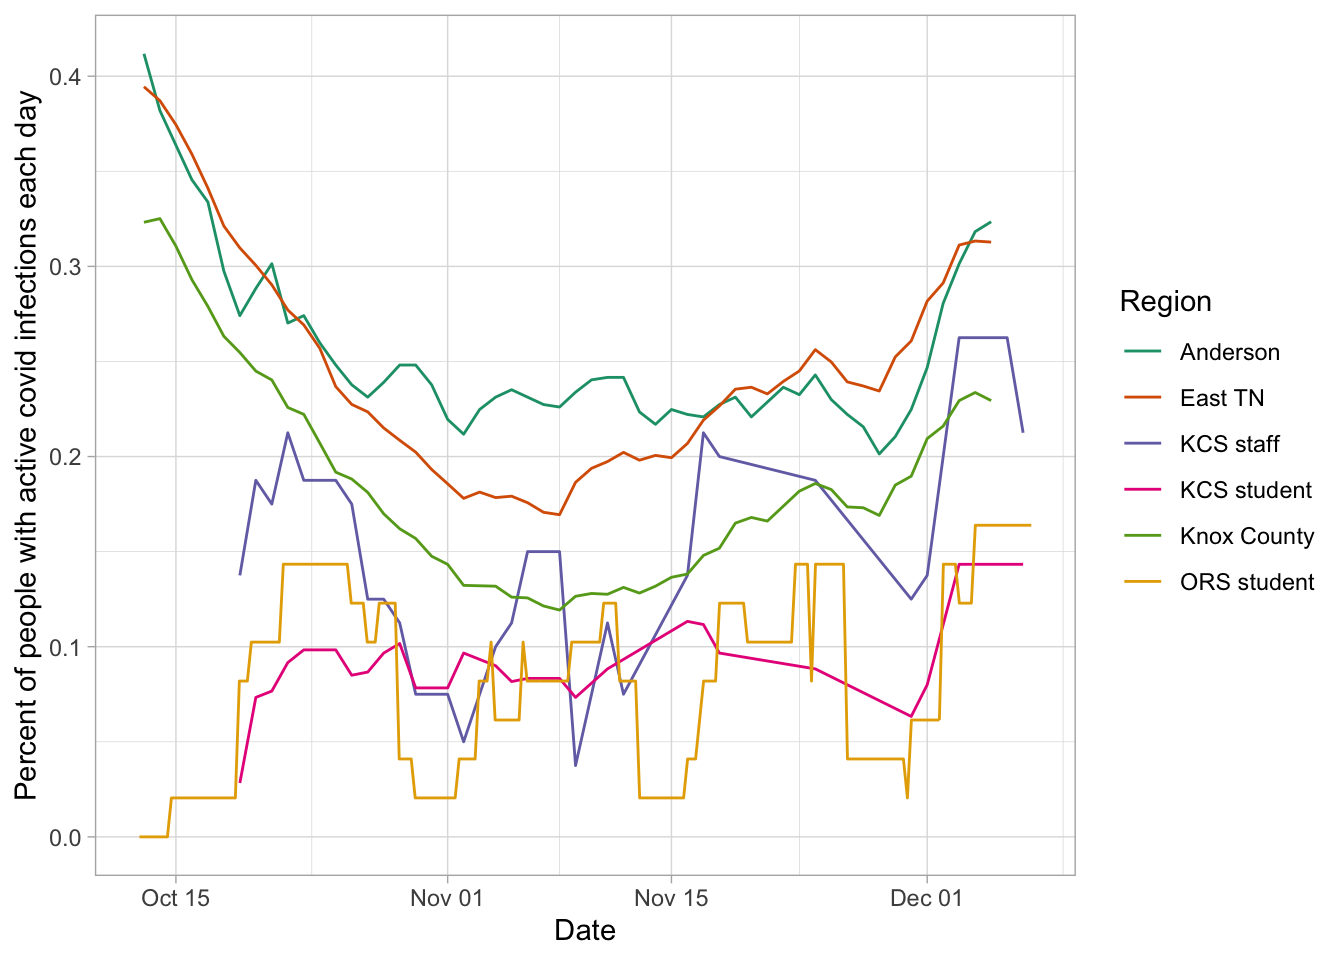 Percent of people with active covid infections each day
0.4
0.3
0.2
0.1
0.0
Oct 15
Nov 01
Nov 15
Dec 01
Date
Region
Anderson
East TN
KCS staff
KCS student
Knox County
ORS student